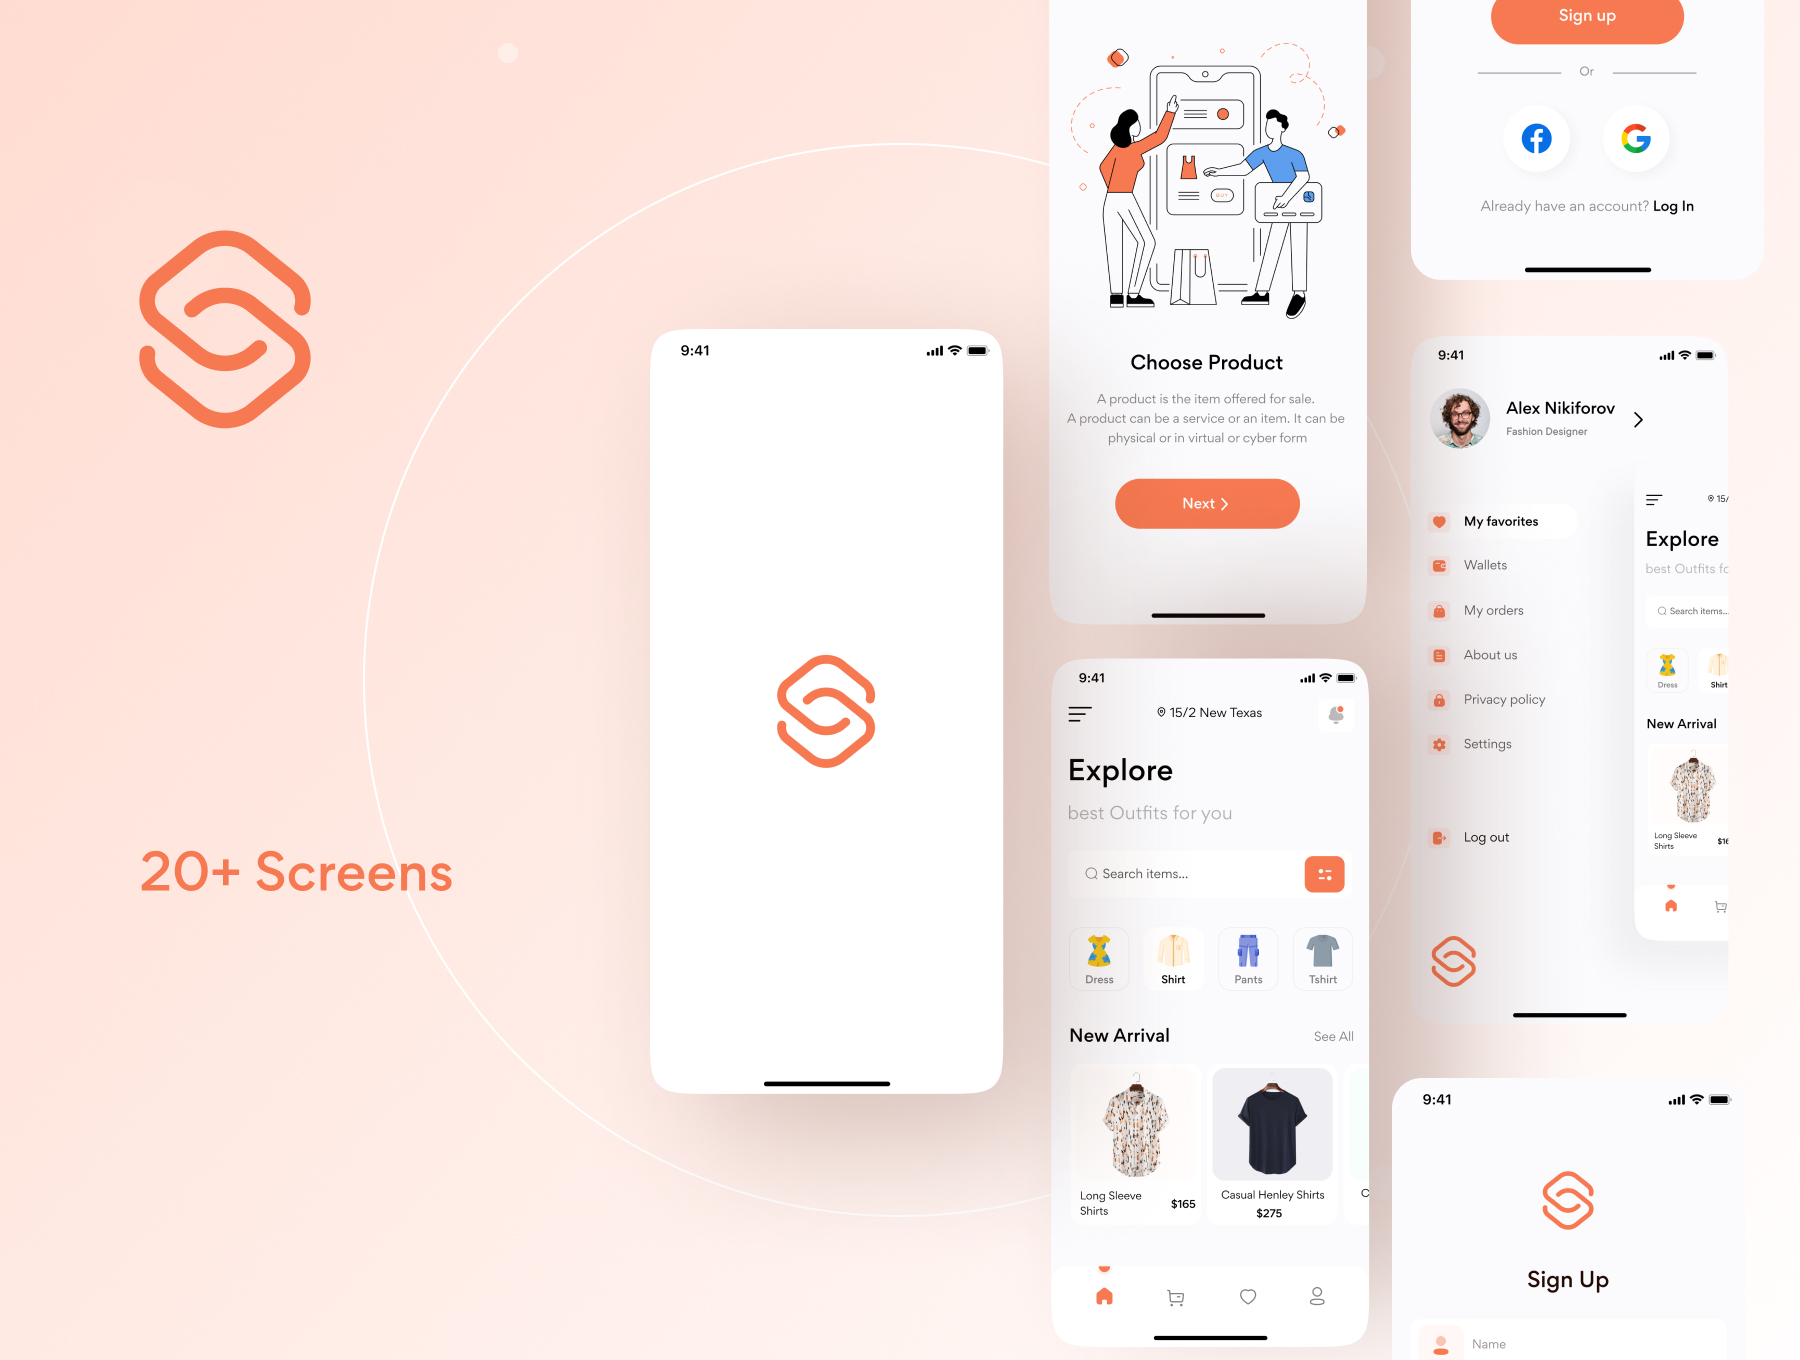 20+ Screens
9:41
BUY
Choose Product
A product is the item offered for sale.
A product can be a service or an item. It can be
physical or in virtual or cyber form
Next
9:41
15/2 New Texas
Explore
best Outfits for you
Search items...
Dress
Shirt
Pants
Tshirt
New Arrival
See All
Long Sleeve
Shirts
$165
Casual Henley Shirts
$275
C
Sign up
Or
Already have an account? Log In
9:41
Alex Nikiforov
Fashion Designer
My favorites
Wallets
My orders
About us
Privacy policy
Settings
Log out
15/
Explore
best Outfits fo
Search items...
Dress
Shirt
New Arrival
Long Sleeve
Shirts
$16
9:41
Sign Up
Name